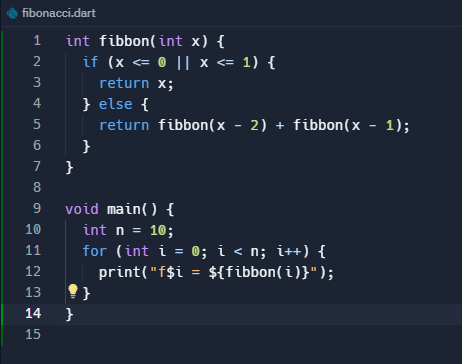 fibonacci.dart
1 int fibbon(int x) {
2   if (x <= 0 || x <= 1) {
3     return x;
4   } else {
5     return fibbon(x - 2) + fibbon(x - 1);
6   }
7 }
8
9 void main() {
10   int n = 10;
11   for (int i = 0; i < n; i++) {
12     print("f$i = ${fibbon(i)}");
13   }
14 }
15